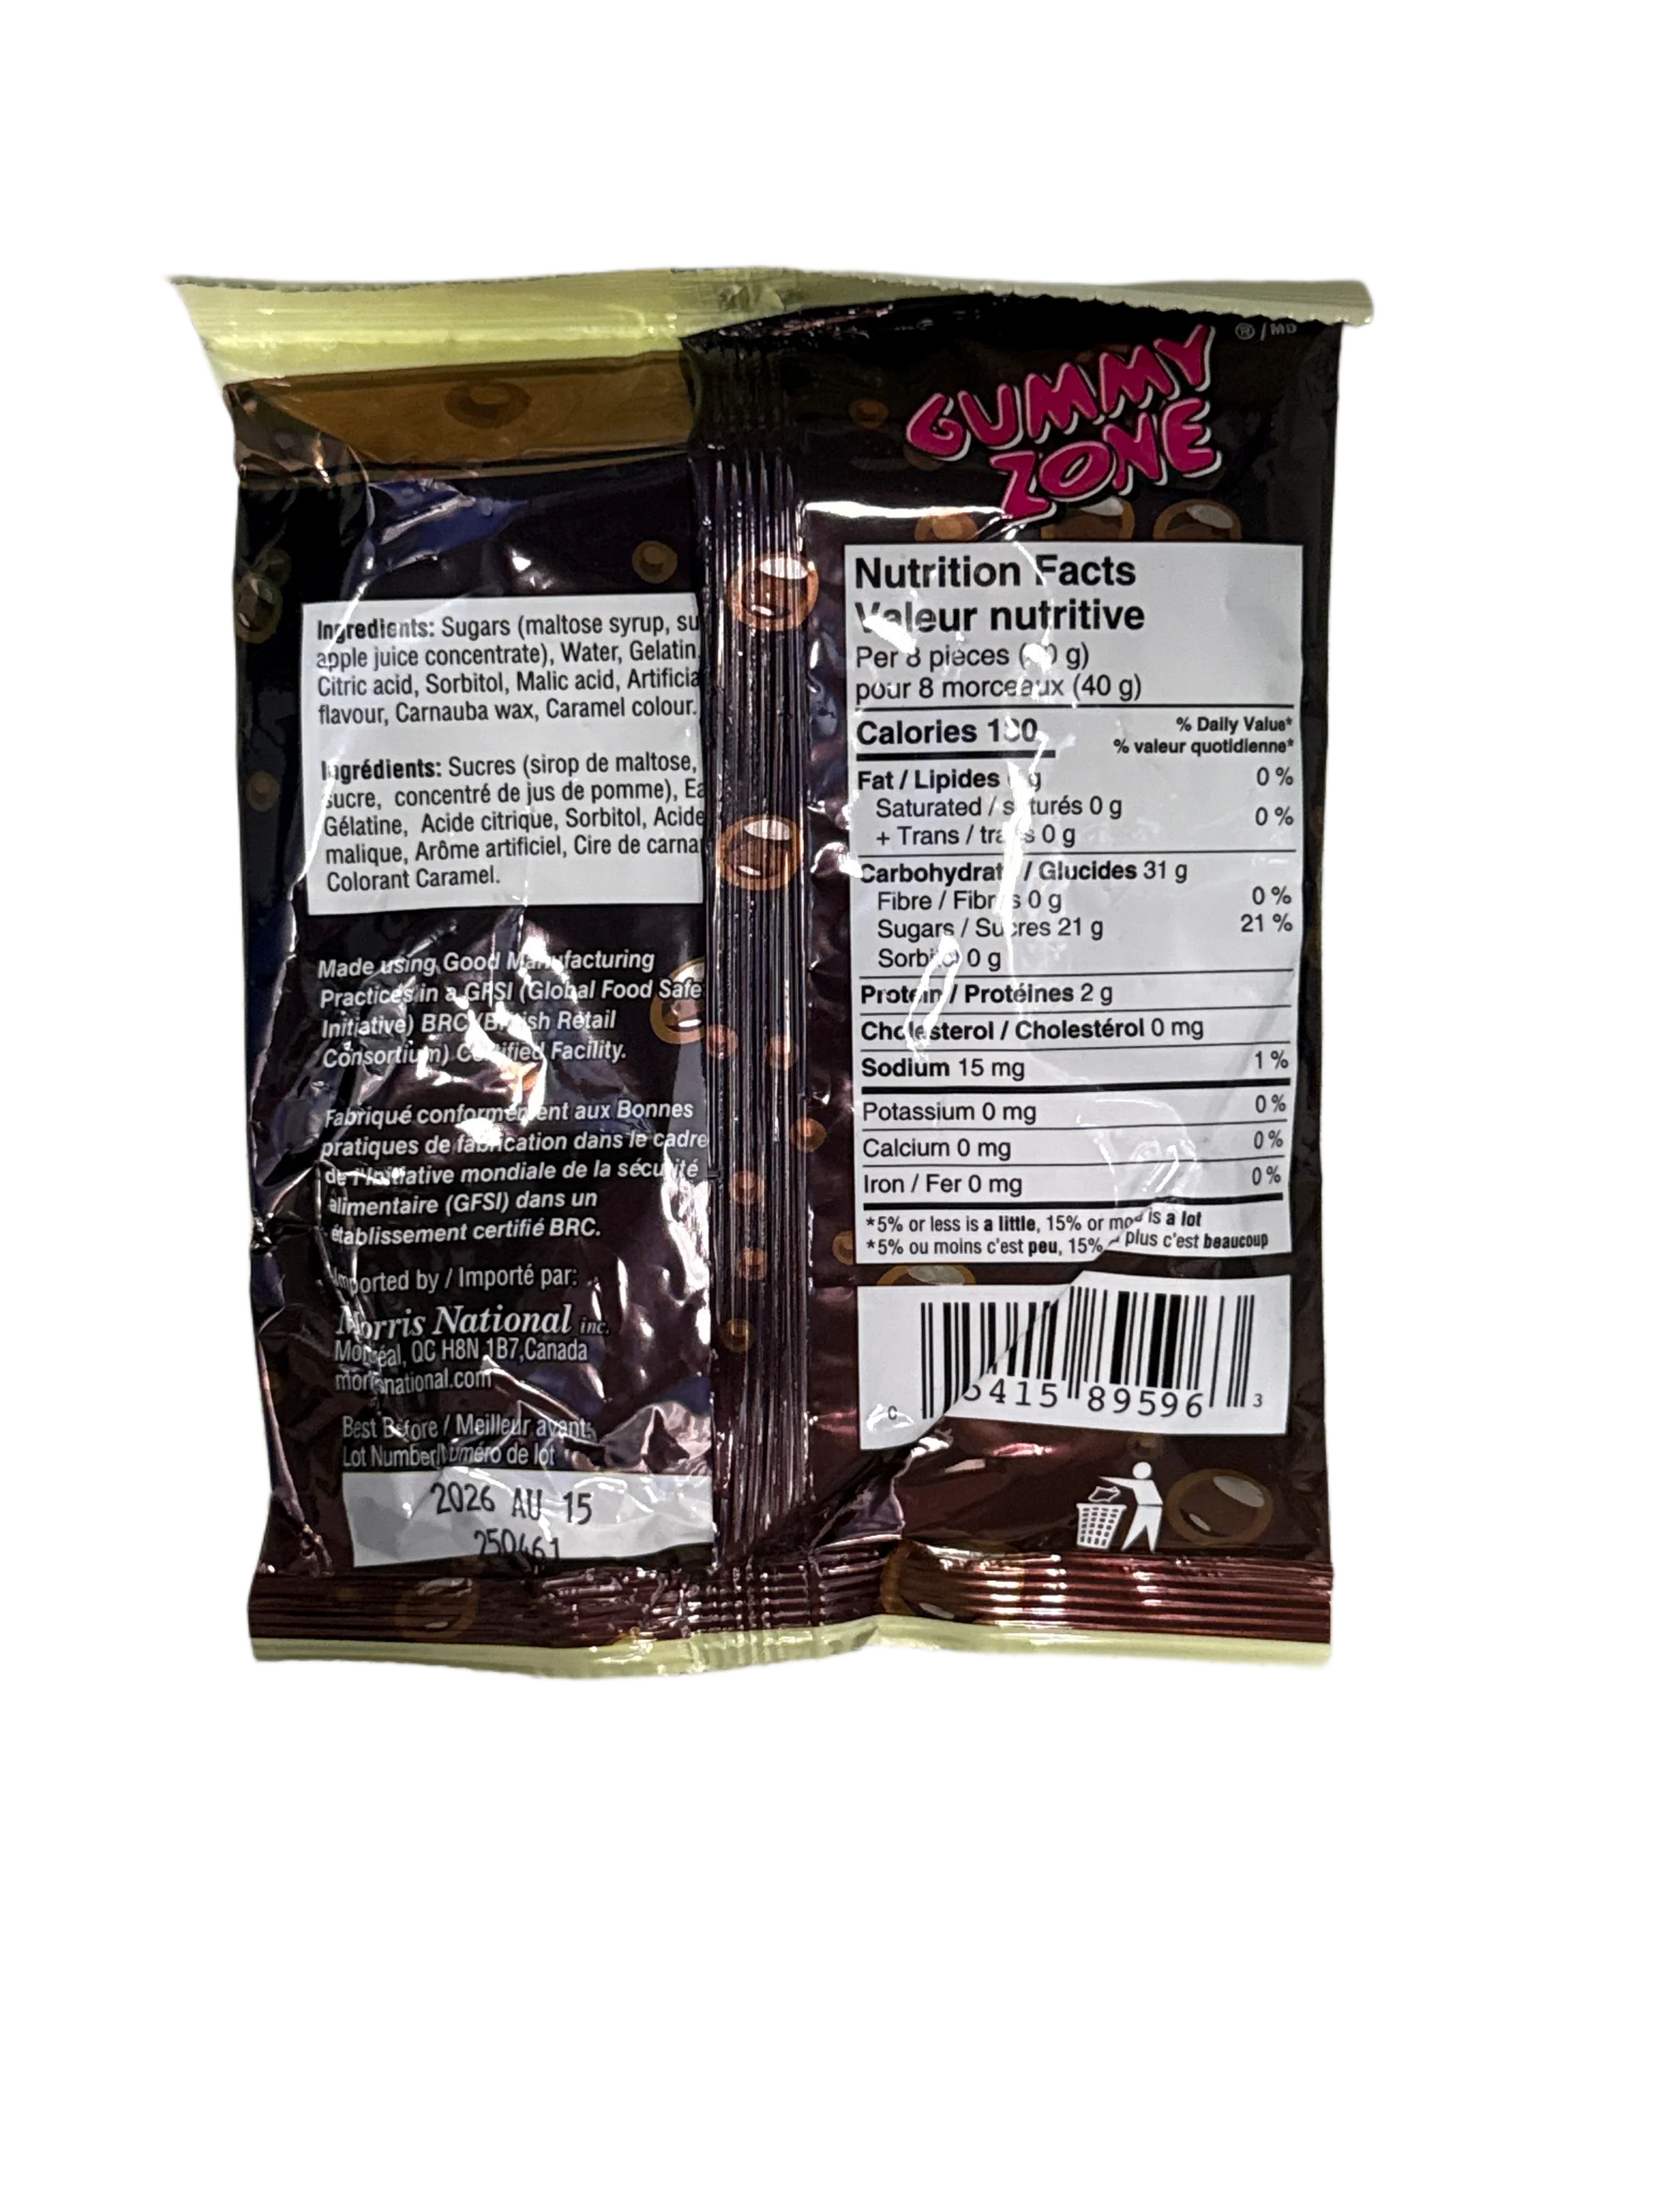 ®/MD
GUMMY
ZONE
Ingredients: Sugars (maltose syrup,
apple juice concentrate), Water, Gelatin,
Citric acid, Sorbitol, Malic acid,
flavour, Carnauba wax, Caramel colour.
Ingrédients: Sucres (sirop de maltose,
sucre, concentré de jus de pomme),
Gélatine, Acide citrique, Sorbitol, Acide
malique, Arôme artificiel, Cire de
Colorant Caramel.
Made using Good Manufacturing
Practices in a GFSI (Global Food
Initiative) BRC (British Retail
Consortium) Certified Facility.
Fabriqué conformément aux Bonnes
pratiques de fabrication dans le cadre
de l'Initiative mondiale de la sécurité
alimentaire (GFSI) dans un
établissement certifié BRC.
Imported by / Importé par:
Morris National inc.
Montréal, QC H8N 1B7, Canada
morrisnational.com
Best Before / Meilleur avant:
Lot Number/Numéro de lot
2026 AU 15
Nutrition Facts
Valeur nutritive
Per 8 pieces g)
pour 8 morceaux (40 g)
Calories
% Daily Value*
% valeur quotidienne*
Fat / Lipides g 0 %
Saturated / saturés 0 g
+ Trans / trans 0 g
0 %
Carbohydrate / Glucides 31 g
Fibre / Fibres 0 g 0 %
Sugars / Sucres 21 g 21 %
Sorbitol 0 g
Protein / Protéines 2 g
Cholesterol / Cholestérol 0 mg
Sodium 15 mg 1 %
Potassium 0 mg 0 %
Calcium 0 mg 0 %
Iron / Fer 0 mg 0 %
*5% or less is a little, 15% or more is a lot
*5% ou moins c'est peu, 15% plus c'est beaucoup
C 89596 3